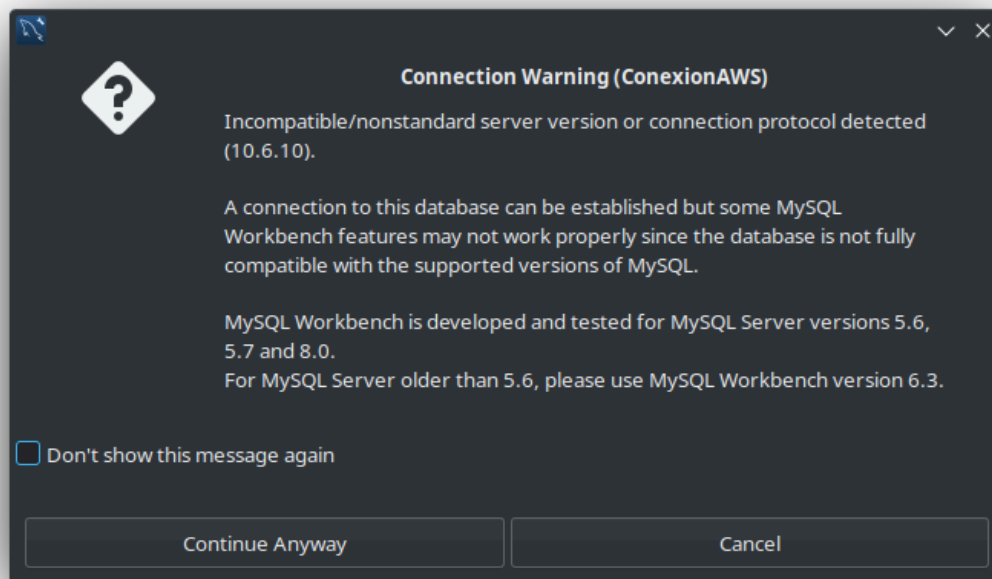 Connection Warning (ConexionAWS)
Incompatible/nonstandard server version or connection protocol detected
(10.6.10).
A connection to this database can be established but some MySQL
Workbench features may not work properly since the database is not fully
compatible with the supported versions of MySQL.
MySQL Workbench is developed and tested for MySQL Server versions 5.6,
5.7 and 8.0.
For MySQL Server older than 5.6, please use MySQL Workbench version 6.3.
Don't show this message again
Continue Anyway
Cancel